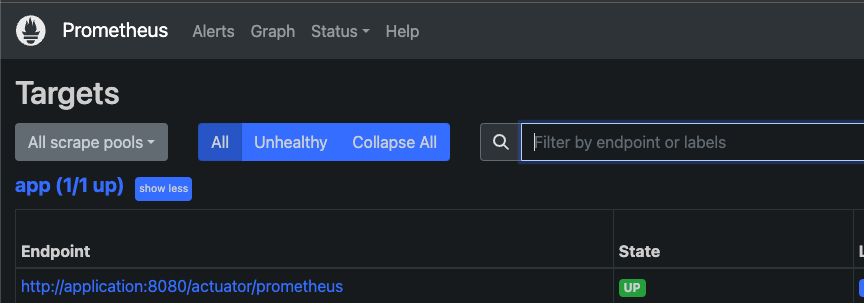 Prometheus Alerts Graph Status Help
Targets
All scrape pools All Unhealthy Collapse All Filter by endpoint or labels
app (1/1 up) show less
Endpoint State L
http://application:8080/actuator/prometheus UP